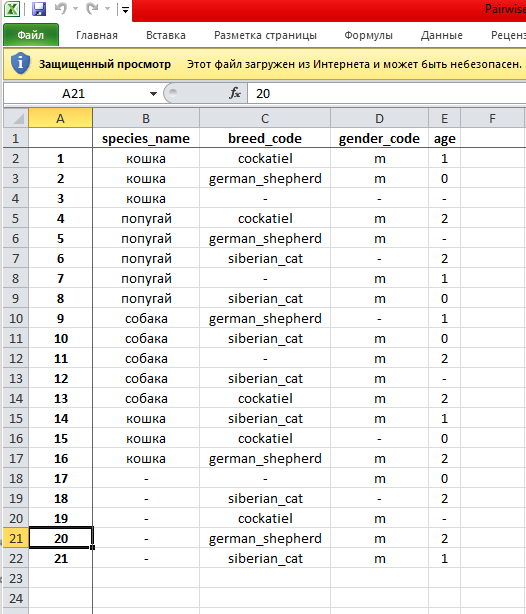 Pairwise
Файл Главная Вставка Разметка страницы Формулы Данные Реценз
Защищенный просмотр Этот файл загружен из Интернета и может быть небезопасен.
A21 fx 20
A B C D E F
1 species_name breed_code gender_code age
2 1 кошка cockatiel m 1
3 2 кошка german_shepherd m 0
4 3 кошка - - -
5 4 попугай cockatiel m 2
6 5 попугай german_shepherd m -
7 6 попугай siberian_cat - 2
8 7 попугай - m 1
9 8 попугай siberian_cat m 0
10 9 собака german_shepherd - 1
11 10 собака siberian_cat m 0
12 11 собака - m 2
13 12 собака siberian_cat m -
14 13 собака cockatiel m 2
15 14 кошка siberian_cat m 1
16 15 кошка cockatiel - 0
17 16 кошка german_shepherd m 2
18 17 - - m 0
19 18 - siberian_cat - 2
20 19 - cockatiel m -
21 20 - german_shepherd m 2
22 21 - siberian_cat m 1
23
24